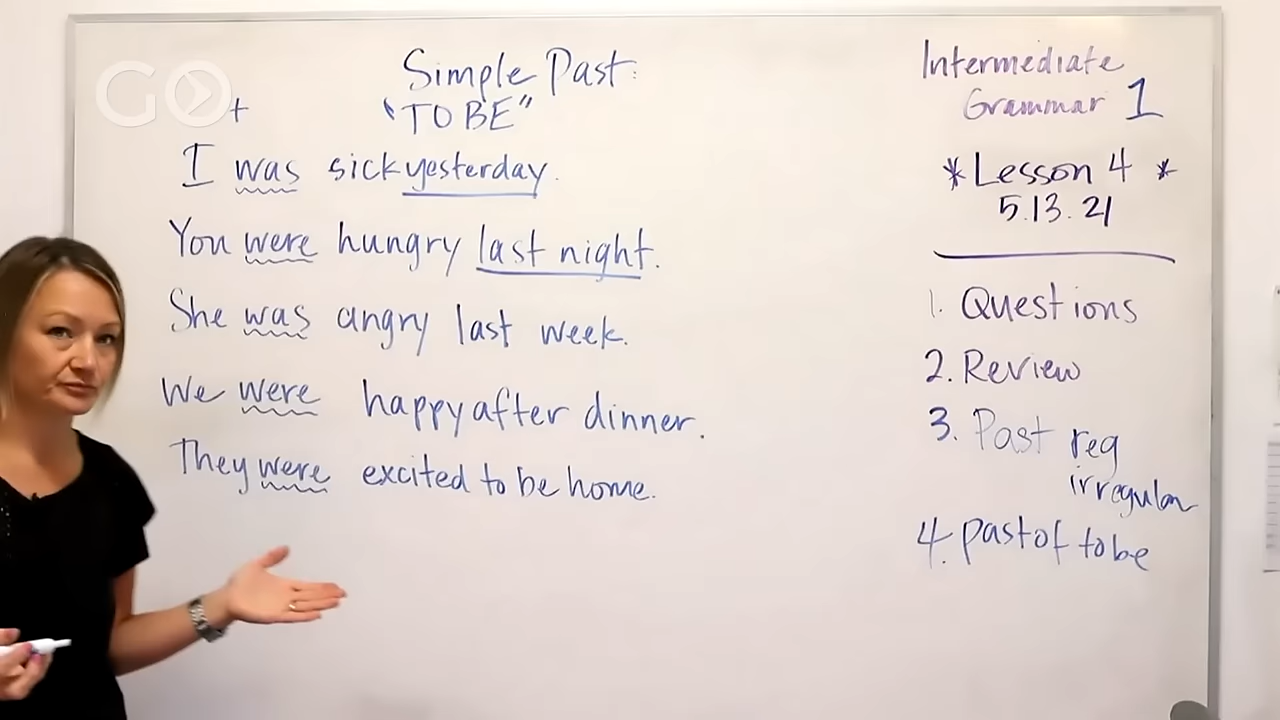 GO
Simple Past:
+ "TO BE"
I was sick yesterday.
You were hungry last night.
She was angry last week.
We were happy after dinner.
They were excited to be home.
Intermediate
Grammar 1
* Lesson 4 *
5.13.21
1. Questions
2. Review
3. Past reg
irregular
4. past of to be